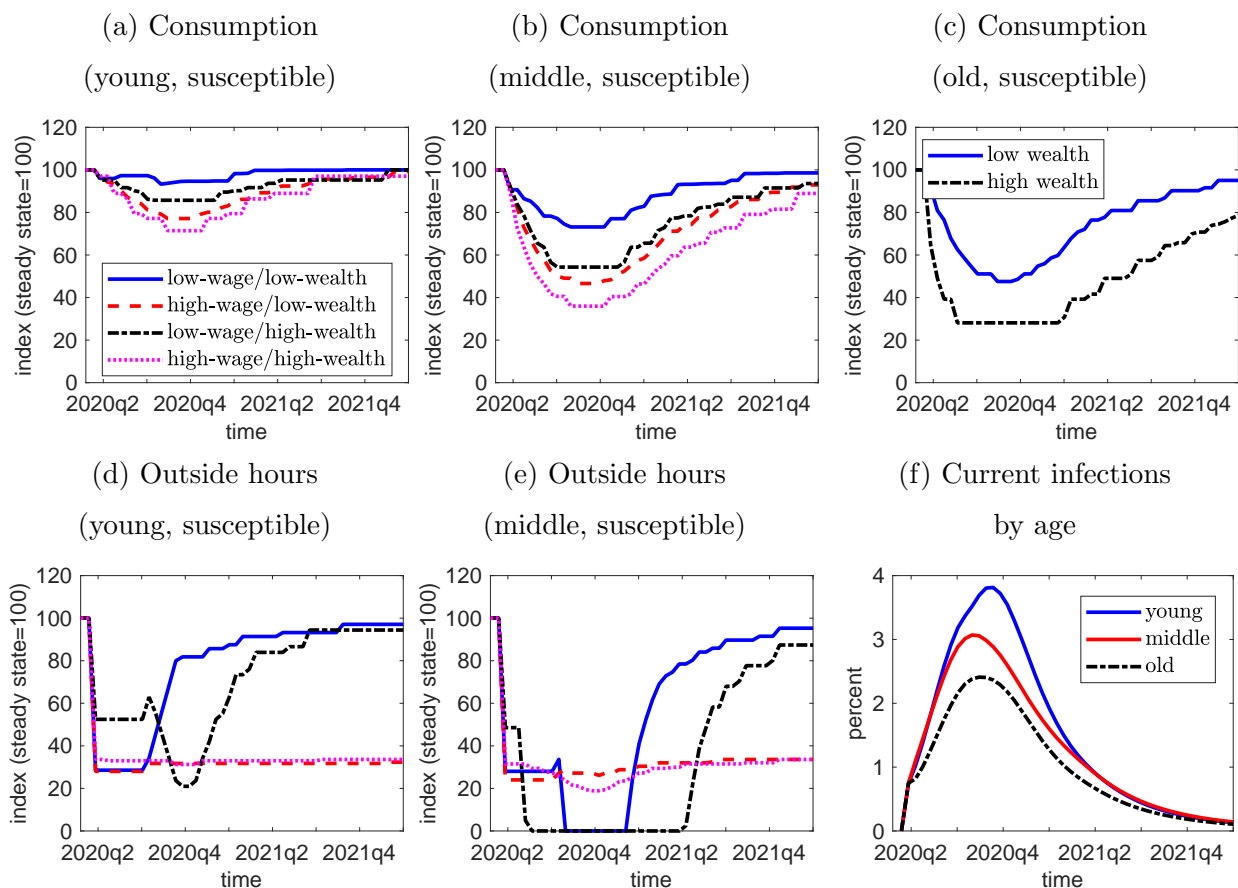 (a) Consumption
(young, susceptible)
index (steady state=100)
120
100
80
60
40
20
0
low-wage/low-wealth
high-wage/low-wealth
low-wage/high-wealth
high-wage/high-wealth
2020q2 2020q4 2021q2 2021q4
time
(b) Consumption
(middle, susceptible)
index (steady state=100)
120
100
80
60
40
20
0
2020q2 2020q4 2021q2 2021q4
time
(c) Consumption
(old, susceptible)
index (steady state=100)
120
100
80
60
40
20
0
low wealth
high wealth
2020q2 2020q4 2021q2 2021q4
time
(d) Outside hours
(young, susceptible)
index (steady state=100)
120
100
80
60
40
20
0
2020q2 2020q4 2021q2 2021q4
time
(e) Outside hours
(middle, susceptible)
index (steady state=100)
120
100
80
60
40
20
0
2020q2 2020q4 2021q2 2021q4
time
(f) Current infections
by age
percent
4
3
2
1
0
young
middle
old
2020q2 2020q4 2021q2 2021q4
time